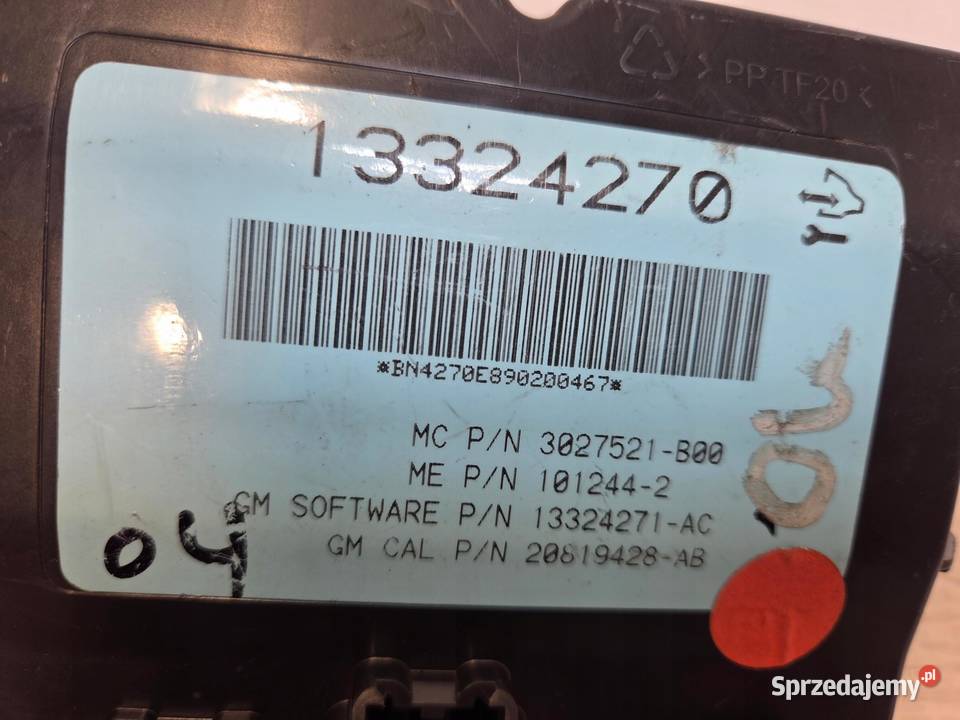 >PP TF20<
13324270
*BN4270E890200467*
MC P/N 3027521-B00
ME P/N 101244-2
GM SOFTWARE P/N 13324271-AC
GM CAL P/N 20819428-AB
04
Sprzedajemy.pl